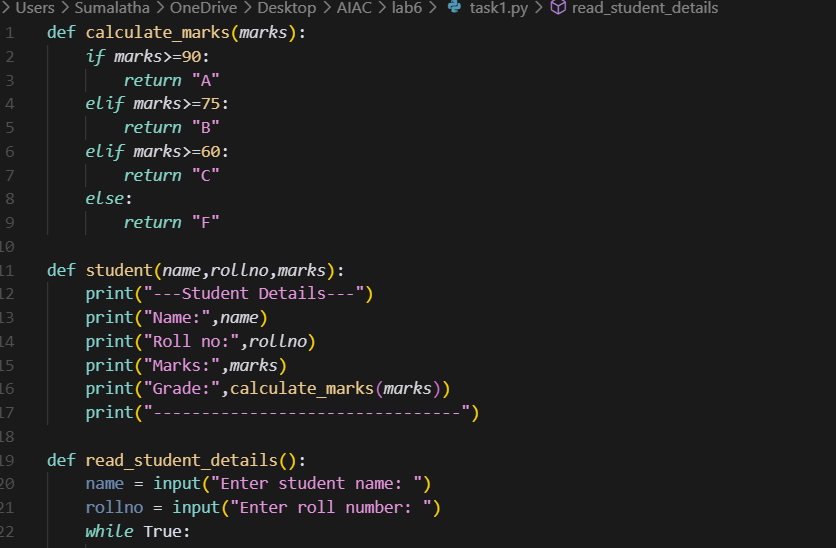 > Users > Sumalatha > OneDrive > Desktop > AIAC > lab6 > task1.py > read_student_details
1 def calculate_marks(marks):
2     if marks>=90:
3         return "A"
4     elif marks>=75:
5         return "B"
6     elif marks>=60:
7         return "C"
8     else:
9         return "F"
10
11 def student(name,rollno,marks):
12     print("---Student Details---")
13     print("Name:",name)
14     print("Roll no:",rollno)
15     print("Marks:",marks)
16     print("Grade:",calculate_marks(marks))
17     print("--------------------------------")
18
19 def read_student_details():
20     name = input("Enter student name: ")
21     rollno = input("Enter roll number: ")
22     while True: